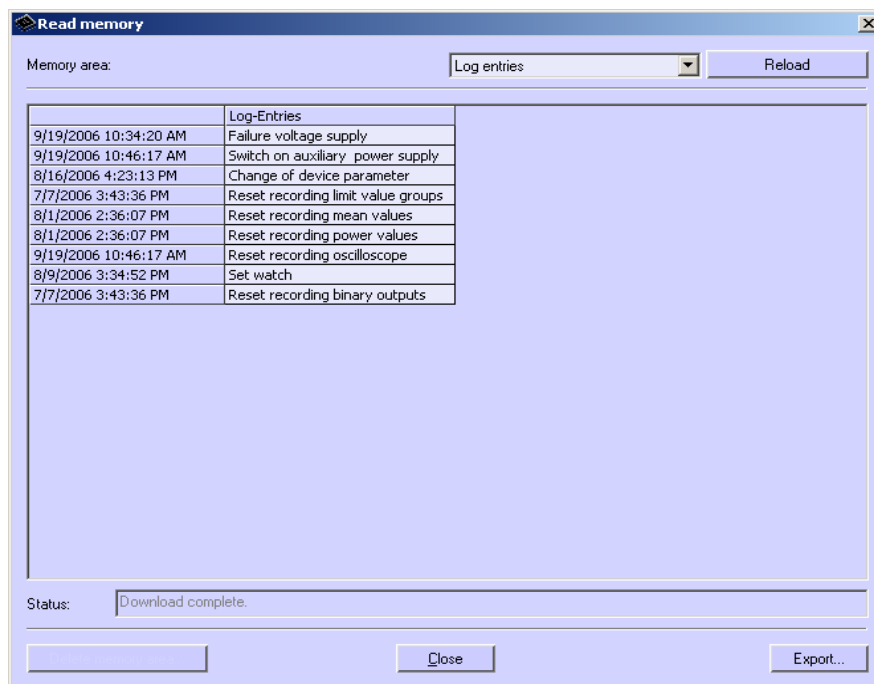 Read memory
Memory area: Log entries Reload
Log-Entries
9/19/2006 10:34:20 AM Failure voltage supply
9/19/2006 10:46:17 AM Switch on auxiliary power supply
8/16/2006 4:23:13 PM Change of device parameter
7/7/2006 3:43:36 PM Reset recording limit value groups
8/1/2006 2:36:07 PM Reset recording mean values
8/1/2006 2:36:07 PM Reset recording power values
9/19/2006 10:46:17 AM Reset recording oscilloscope
8/9/2006 3:34:52 PM Set watch
7/7/2006 3:43:36 PM Reset recording binary outputs
Status: Download complete.
Close Export...